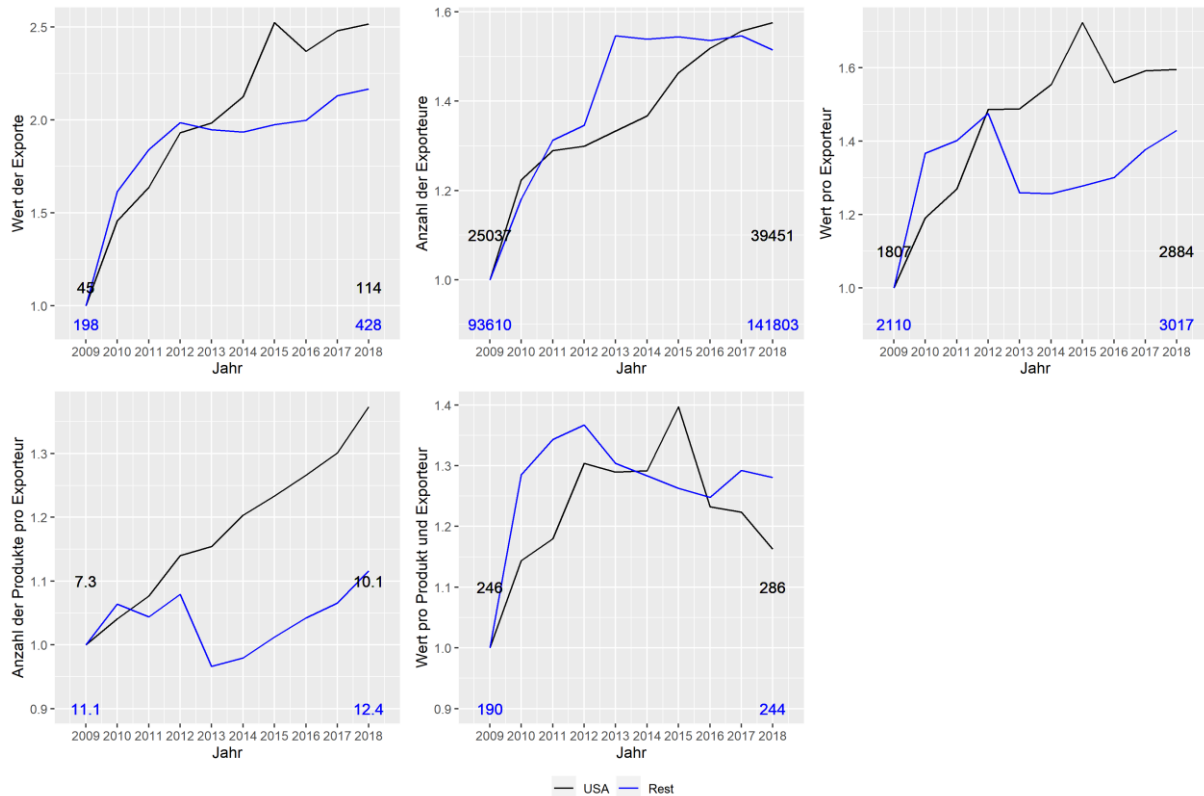 Wert der Exporte
2.5
2.0
1.5
1.0
45
114
198
428
2009 2010 2011 2012 2013 2014 2015 2016 2017 2018
Jahr
Anzahl der Exporteure
1.6
1.4
1.2
1.0
25037
39451
93610
141803
2009 2010 2011 2012 2013 2014 2015 2016 2017 2018
Jahr
Wert pro Exporteur
1.6
1.4
1.2
1.0
1807
2884
2110
3017
2009 2010 2011 2012 2013 2014 2015 2016 2017 2018
Jahr
Anzahl der Produkte pro Exporteur
1.3
1.2
1.1
1.0
0.9
7.3
10.1
11.1
12.4
2009 2010 2011 2012 2013 2014 2015 2016 2017 2018
Jahr
Wert pro Produkt und Exporteur
1.4
1.3
1.2
1.1
1.0
0.9
246
286
190
244
2009 2010 2011 2012 2013 2014 2015 2016 2017 2018
Jahr
USA Rest